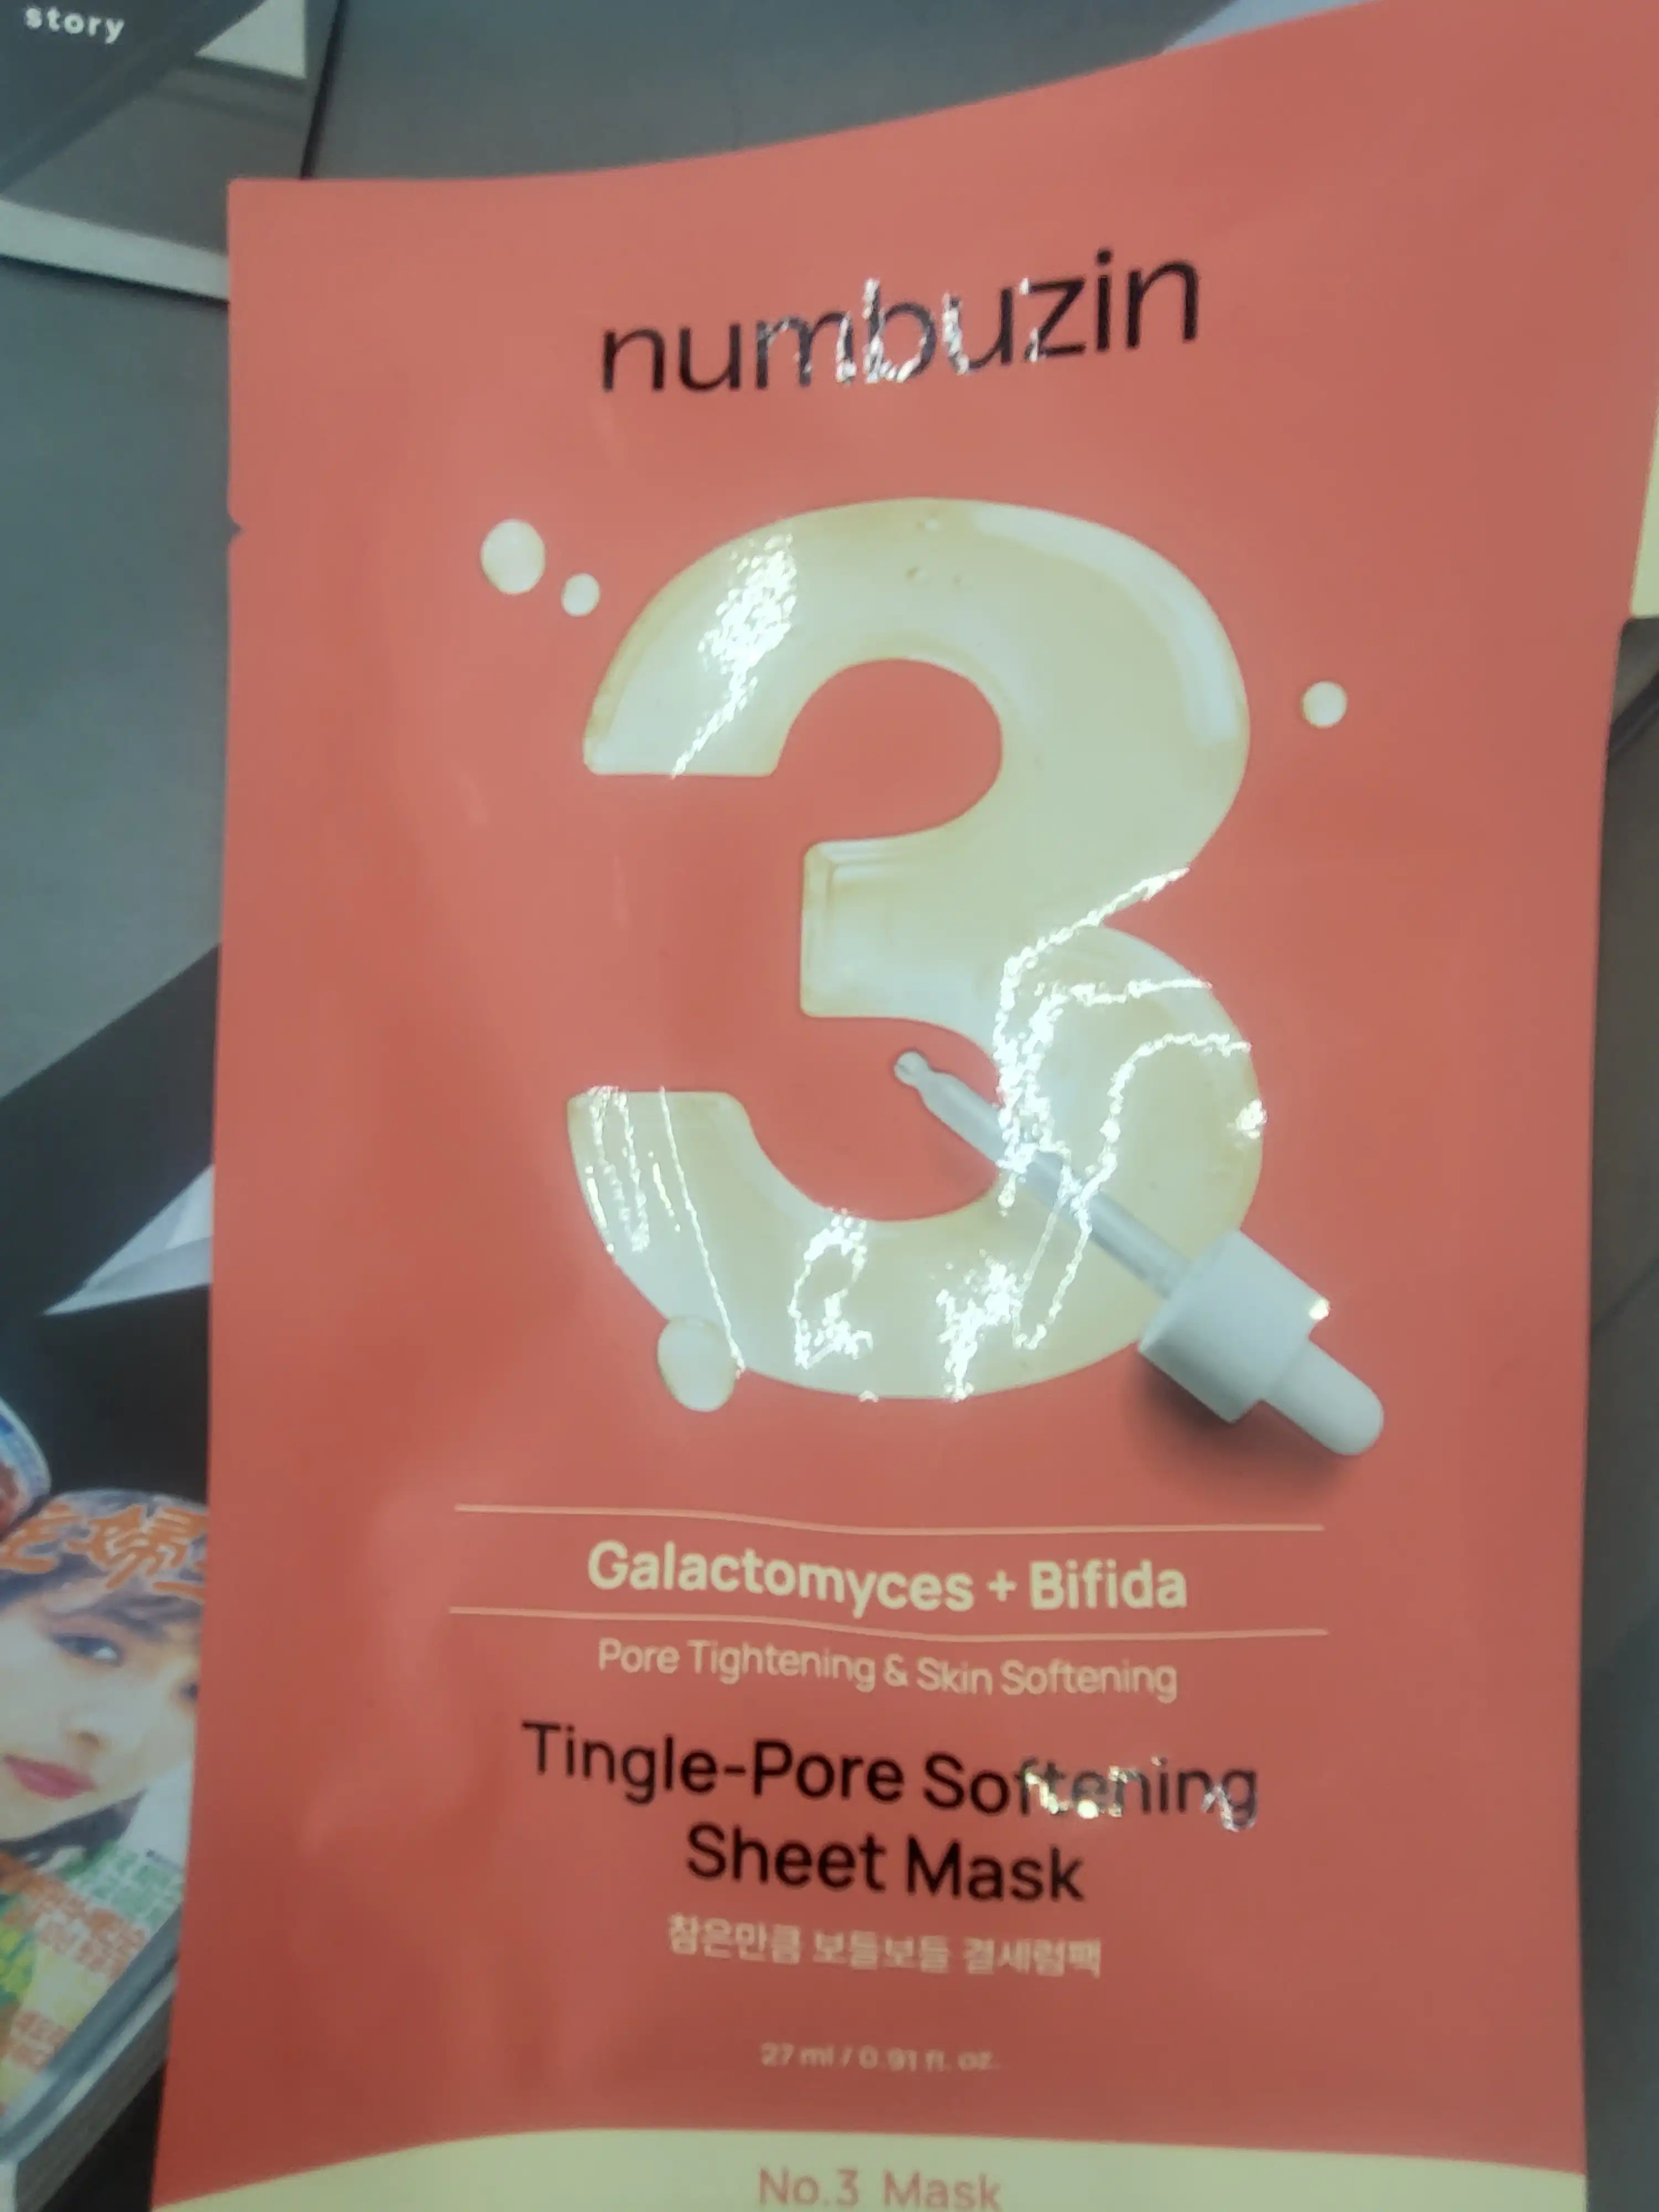 story
numbuzin
3
Galactomyces + Bifida
Pore Tightening & Skin Softening
Tingle-Pore Softening
Sheet Mask
참은만큼 보들보들 결세럼팩
27 ml / 0.91 fl. oz.
No.3 Mask